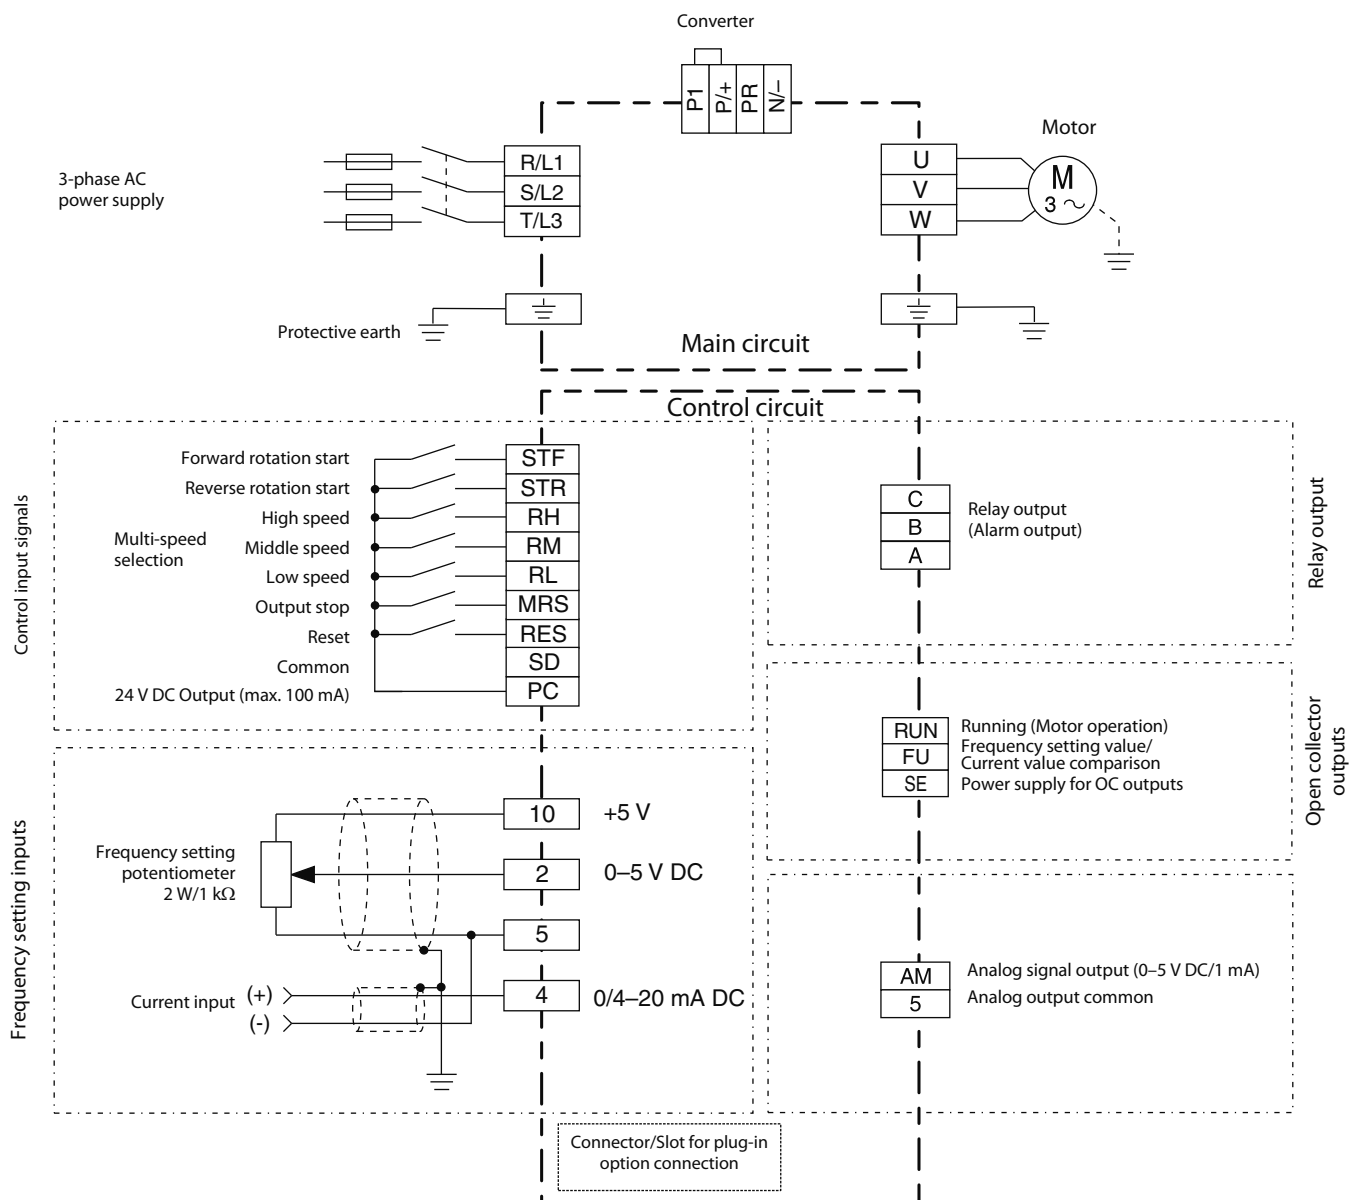 Converter
P1
P/+
PR
N/–
Motor
3-phase AC
power supply
R/L1
S/L2
T/L3
U
V
W
M
3 ~
Protective earth
Main circuit
Control circuit
Control input signals
Forward rotation start
Reverse rotation start
High speed
Multi-speed
selection
Middle speed
Low speed
Output stop
Reset
Common
24 V DC Output (max. 100 mA)
STF
STR
RH
RM
RL
MRS
RES
SD
PC
C
B
A
Relay output
(Alarm output)
Relay output
RUN
FU
SE
Running (Motor operation)
Frequency setting value/
Current value comparison
Power supply for OC outputs
Open collector
outputs
Frequency setting inputs
Frequency setting
potentiometer
2 W/1 kΩ
10
+5 V
2
0–5 V DC
5
Current input
(+)
(-)
4
0/4–20 mA DC
AM
5
Analog signal output (0–5 V DC/1 mA)
Analog output common
Connector/Slot for plug-in
option connection